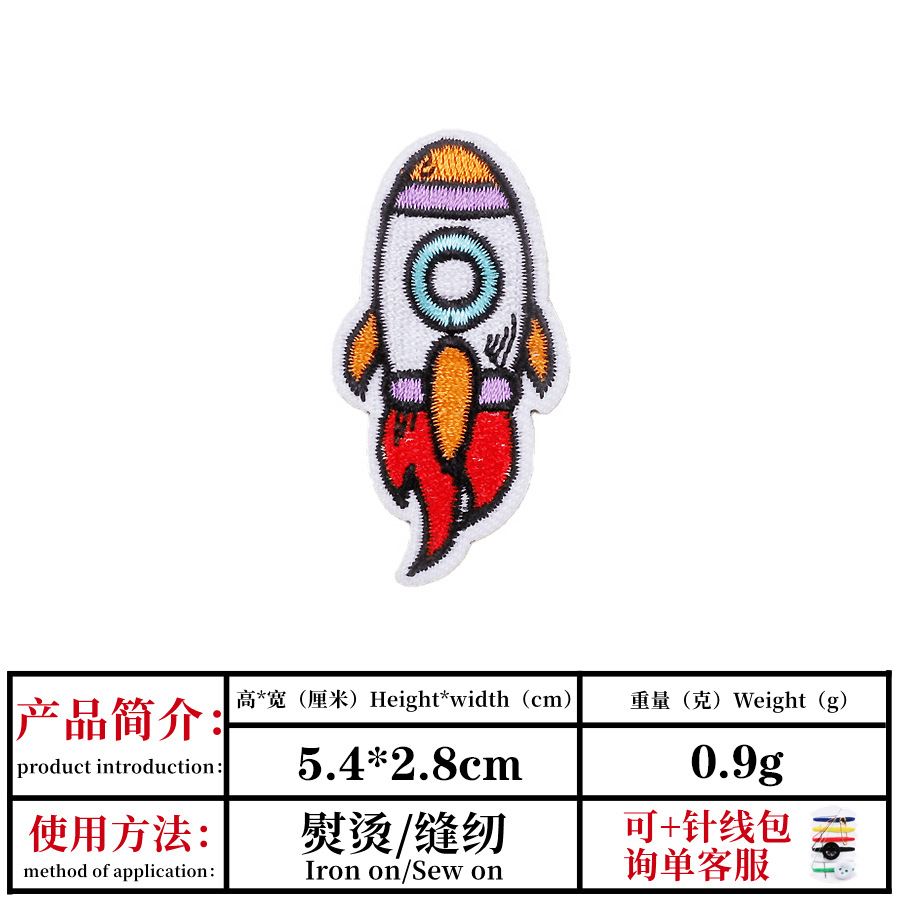 产品简介：
product introduction：
高*宽（厘米）Height*width（cm）
重量（克）Weight（g）
5.4*2.8cm
0.9g
使用方法：
method of application：
熨烫/缝纫
Iron on/Sew on
可+针线包
询单客服